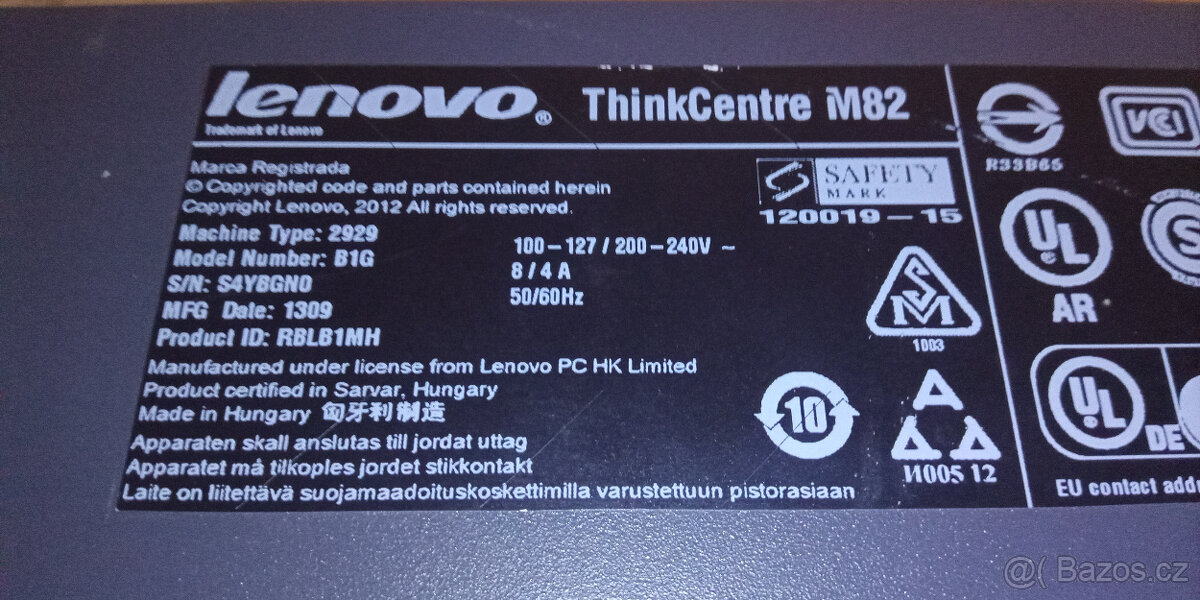 lenovo® ThinkCentre M82
Trademark of Lenovo
Marca Registrada
© Copyrighted code and parts contained herein
Copyright Lenovo, 2012 All rights reserved.
Machine Type: 2929
Model Number: B1G
S/N: S4YBGN0
MFG Date: 1309
Product ID: RBLB1MH
100-127 / 200-240V ~
8 / 4 A
50/60Hz
Manufactured under license from Lenovo PC HK Limited
Product certified in Sarvar, Hungary
Made in Hungary 匈牙利制造
Apparaten skall anslutas till jordat uttag
Apparatet må tilkoples jordet stikkontakt
Laite on liitettävä suojamaadoituskoskettimilla varustettuun pistorasiaan
SAFETY
MARK
120019-15
S
M
1003
10
И005 12
R33B65
VCI
UL
AR
S
UL
DE
EU contact addr
@( Bazos.cz